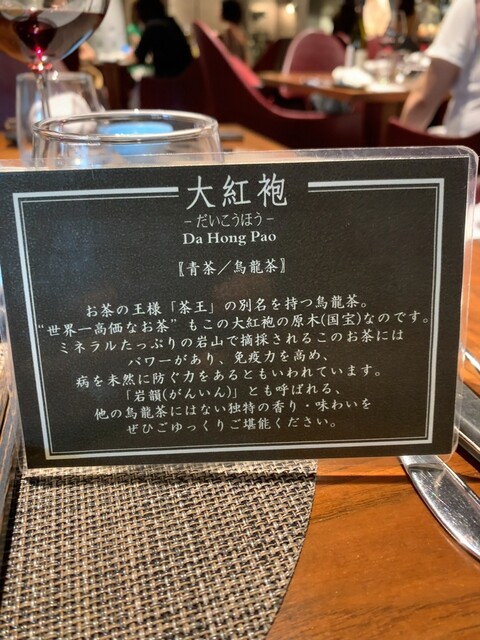 大紅袍
－だいこうほう－
Da Hong Pao
〖青茶／烏龍茶〗
お茶の王様「茶王」の別名を持つ烏龍茶。
“世界一高価なお茶” もこの大紅袍の原木(国宝)なのです。
ミネラルたっぷりの岩山で摘採されるこのお茶には
パワーがあり、免疫力を高め、
病を未然に防ぐ力をあるともいわれています。
「岩韻(がんいん)」とも呼ばれる、
他の烏龍茶にはない独特の香り・味わいを
ぜひごゆっくりご堪能ください。